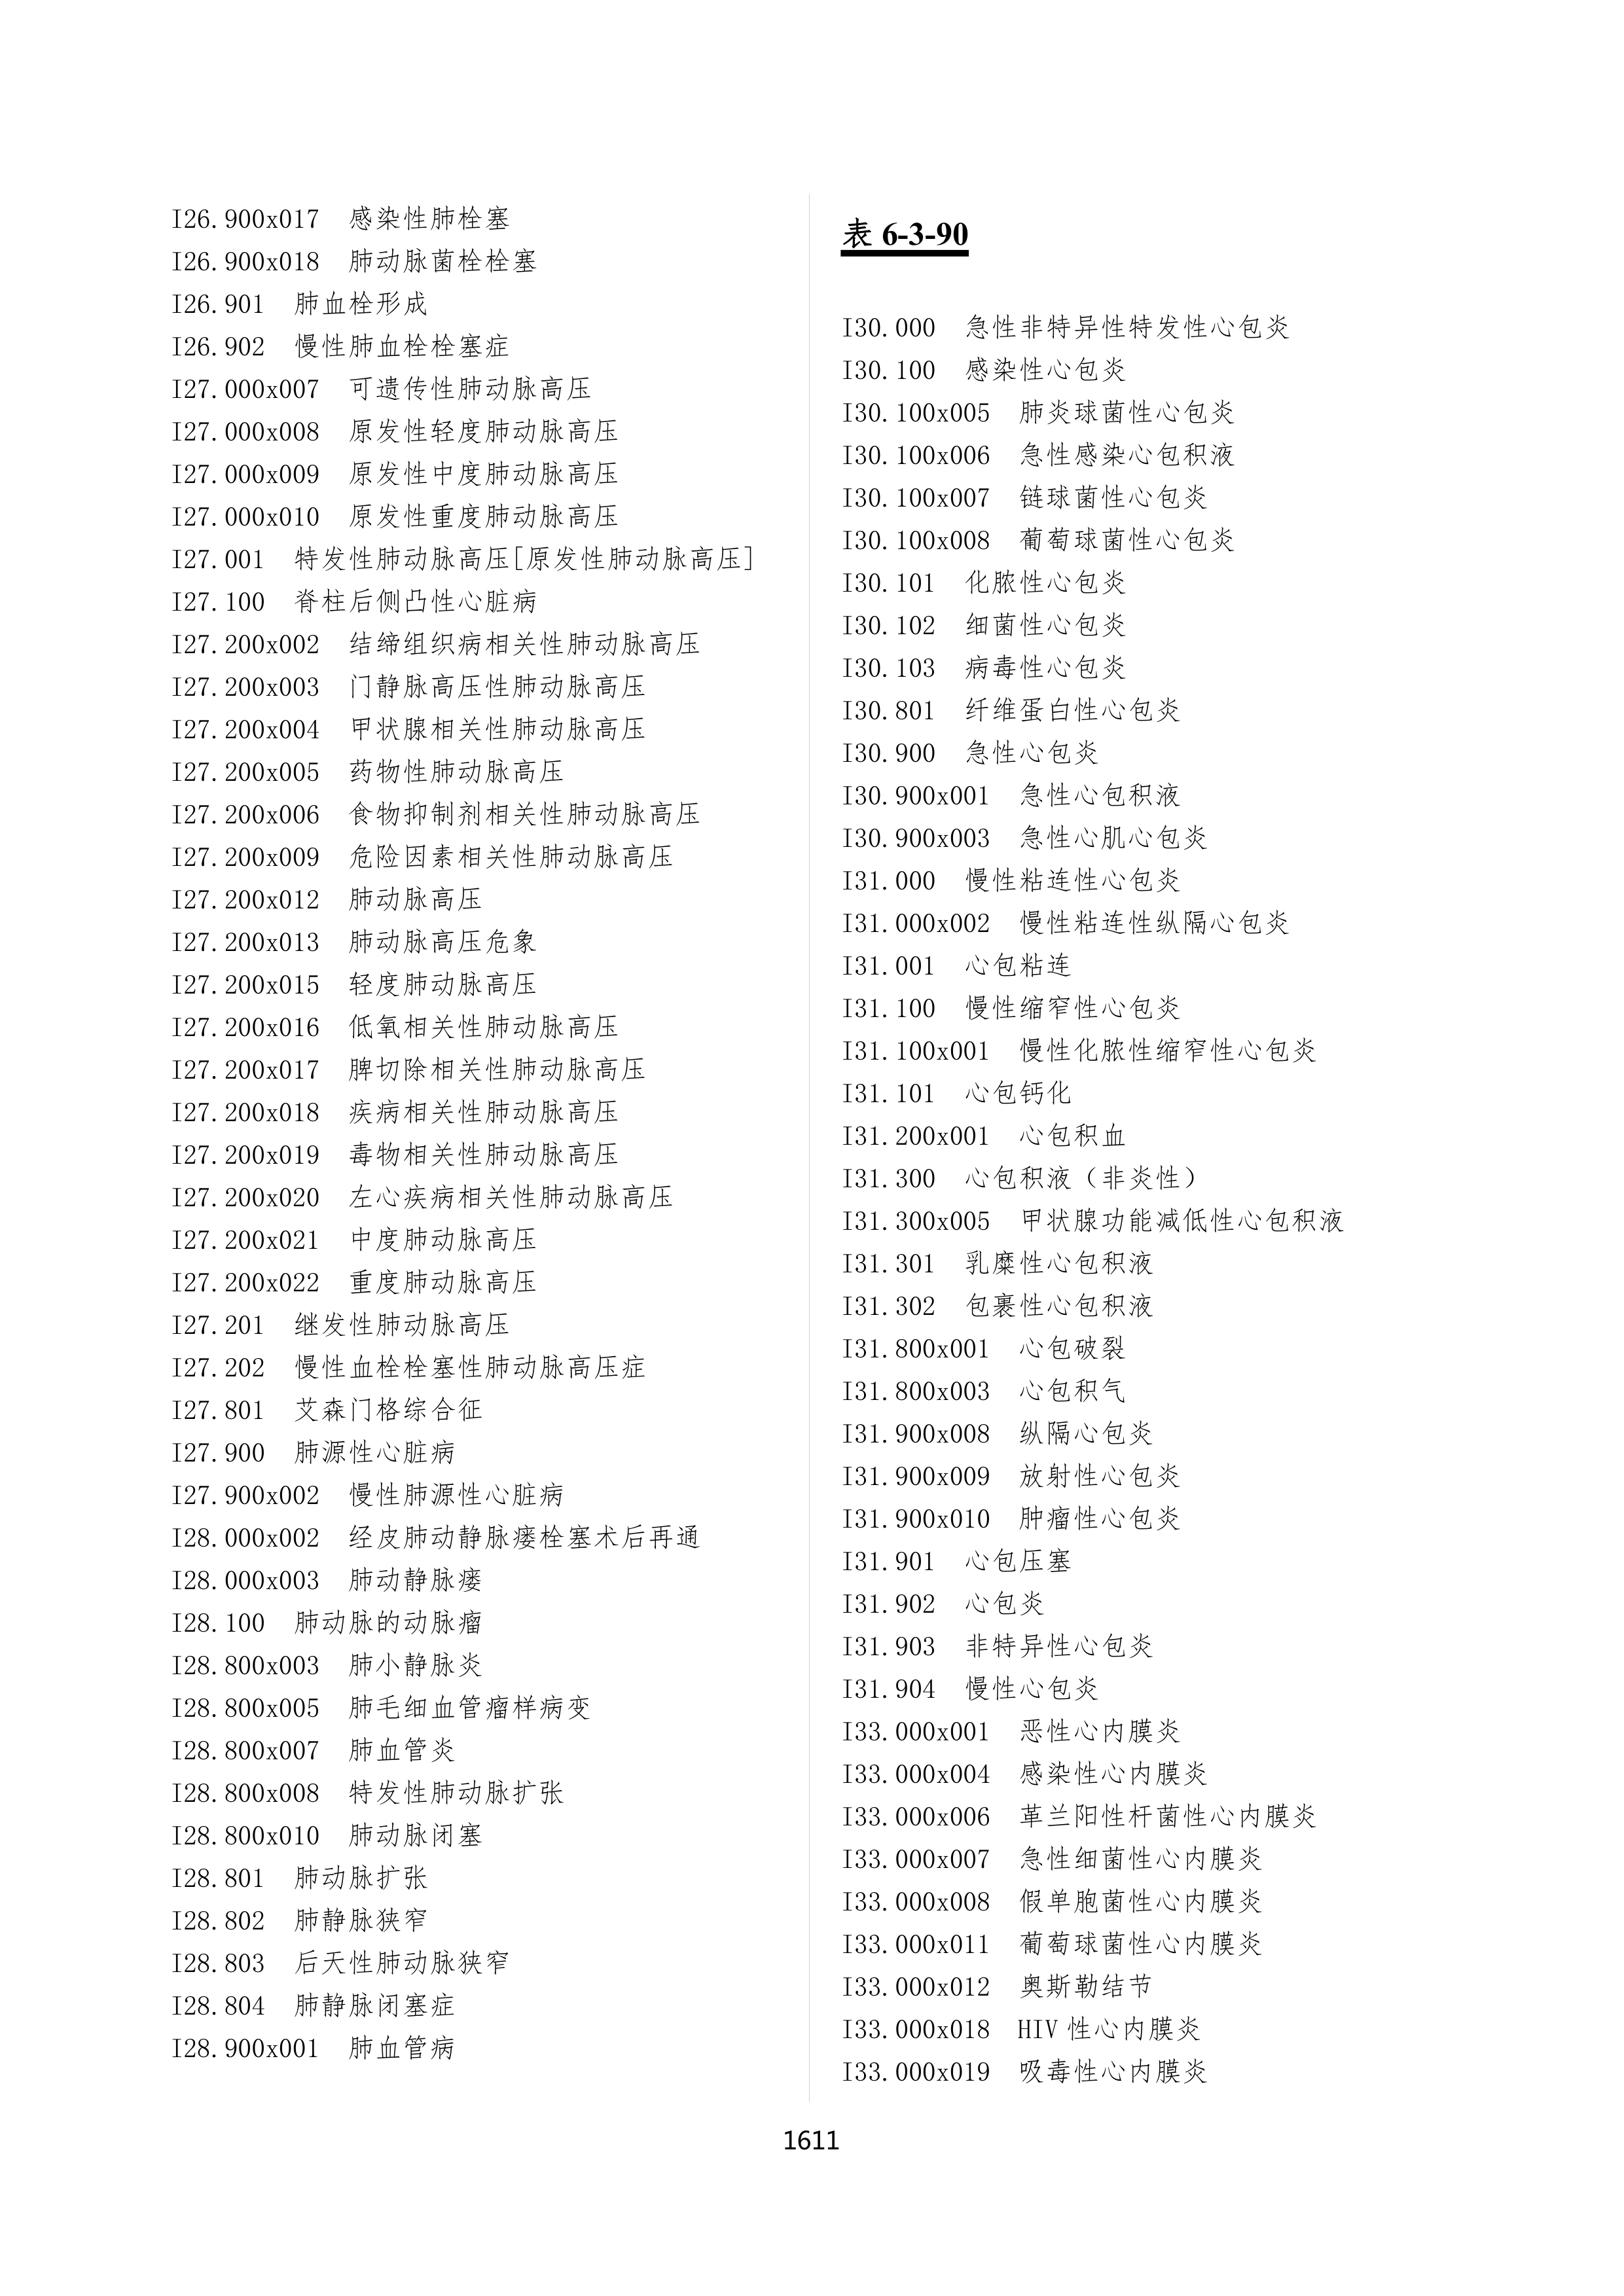 I26.900x017 感染性肺栓塞
I26.900x018 肺动脉菌栓栓塞
I26.901 肺血栓形成
I26.902 慢性肺血栓栓塞症
I27.000x007 可遗传性肺动脉高压
I27.000x008 原发性轻度肺动脉高压
I27.000x009 原发性中度肺动脉高压
I27.000x010 原发性重度肺动脉高压
I27.001 特发性肺动脉高压[原发性肺动脉高压]
I27.100 脊柱后侧凸性心脏病
I27.200x002 结缔组织病相关性肺动脉高压
I27.200x003 门静脉高压性肺动脉高压
I27.200x004 甲状腺相关性肺动脉高压
I27.200x005 药物性肺动脉高压
I27.200x006 食物抑制剂相关性肺动脉高压
I27.200x009 危险因素相关性肺动脉高压
I27.200x012 肺动脉高压
I27.200x013 肺动脉高压危象
I27.200x015 轻度肺动脉高压
I27.200x016 低氧相关性肺动脉高压
I27.200x017 脾切除相关性肺动脉高压
I27.200x018 疾病相关性肺动脉高压
I27.200x019 毒物相关性肺动脉高压
I27.200x020 左心疾病相关性肺动脉高压
I27.200x021 中度肺动脉高压
I27.200x022 重度肺动脉高压
I27.201 继发性肺动脉高压
I27.202 慢性血栓栓塞性肺动脉高压症
I27.801 艾森门格综合征
I27.900 肺源性心脏病
I27.900x002 慢性肺源性心脏病
I28.000x002 经皮肺动静脉瘘栓塞术后再通
I28.000x003 肺动静脉瘘
I28.100 肺动脉的动脉瘤
I28.800x003 肺小静脉炎
I28.800x005 肺毛细血管瘤样病变
I28.800x007 肺血管炎
I28.800x008 特发性肺动脉扩张
I28.800x010 肺动脉闭塞
I28.801 肺动脉扩张
I28.802 肺静脉狭窄
I28.803 后天性肺动脉狭窄
I28.804 肺静脉闭塞症
I28.900x001 肺血管病
表 6-3-90
I30.000 急性非特异性特发性心包炎
I30.100 感染性心包炎
I30.100x005 肺炎球菌性心包炎
I30.100x006 急性感染心包积液
I30.100x007 链球菌性心包炎
I30.100x008 葡萄球菌性心包炎
I30.101 化脓性心包炎
I30.102 细菌性心包炎
I30.103 病毒性心包炎
I30.801 纤维蛋白性心包炎
I30.900 急性心包炎
I30.900x001 急性心包积液
I30.900x003 急性心肌心包炎
I31.000 慢性粘连性心包炎
I31.000x002 慢性粘连性纵隔心包炎
I31.001 心包粘连
I31.100 慢性缩窄性心包炎
I31.100x001 慢性化脓性缩窄性心包炎
I31.101 心包钙化
I31.200x001 心包积血
I31.300 心包积液（非炎性）
I31.300x005 甲状腺功能减低性心包积液
I31.301 乳糜性心包积液
I31.302 包裹性心包积液
I31.800x001 心包破裂
I31.800x003 心包积气
I31.900x008 纵隔心包炎
I31.900x009 放射性心包炎
I31.900x010 肿瘤性心包炎
I31.901 心包压塞
I31.902 心包炎
I31.903 非特异性心包炎
I31.904 慢性心包炎
I33.000x001 恶性心内膜炎
I33.000x004 感染性心内膜炎
I33.000x006 革兰阳性杆菌性心内膜炎
I33.000x007 急性细菌性心内膜炎
I33.000x008 假单胞菌性心内膜炎
I33.000x011 葡萄球菌性心内膜炎
I33.000x012 奥斯勒结节
I33.000x018 HIV 性心内膜炎
I33.000x019 吸毒性心内膜炎
1611